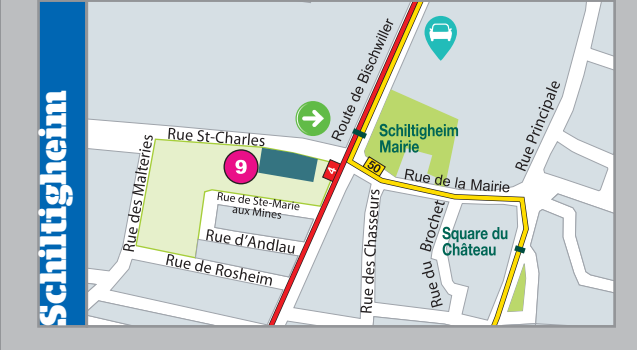 Schiltigheim
Route de Bischwiller
Rue Principale
Schiltigheim
Mairie
Rue St-Charles
9
4
50
Rue de la Mairie
Rue des Malteries
Rue de Ste-Marie
aux Mines
Rue d'Andlau
Rue de Rosheim
Rue des Chasseurs
Rue du Brochet
Square du
Château